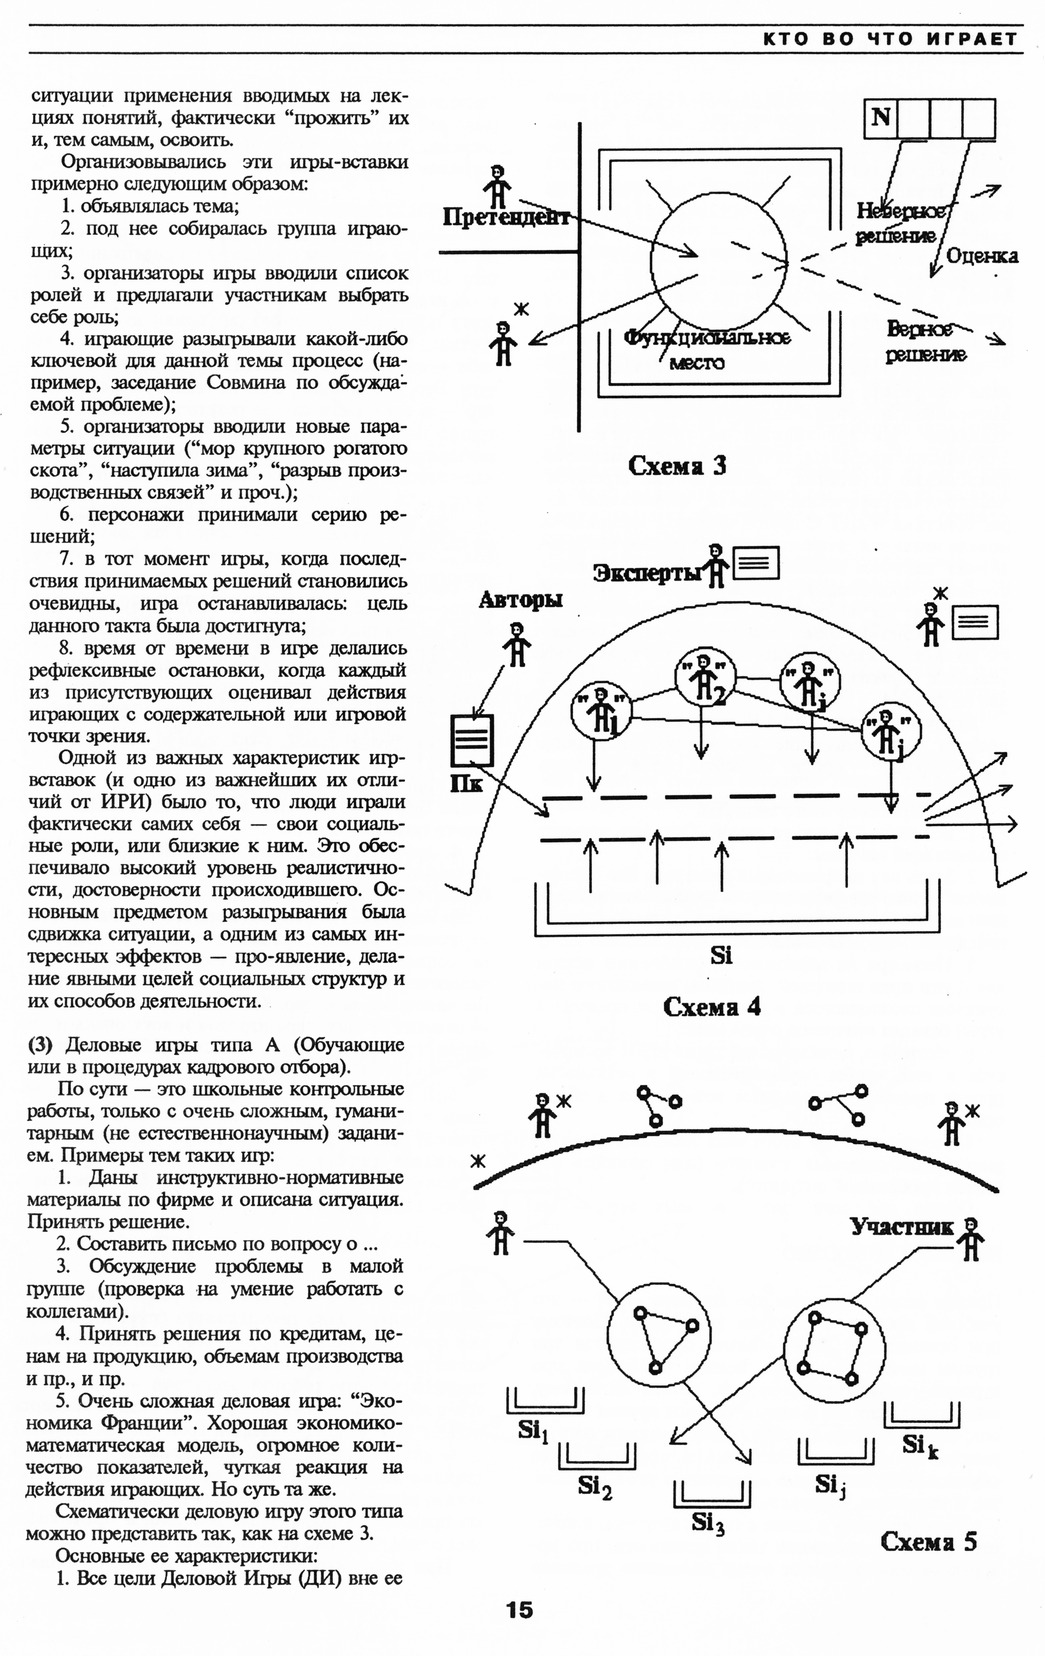 КТО ВО ЧТО ИГРАЕТ
ситуации применения вводимых на лек-
циях понятий, фактически “прожить” их
и, тем самым, освоить.
Организовывались эти игры-вставки
примерно следующим образом:
1. объявлялась тема;
2. под нее собиралась группа играю-
щих;
3. организаторы игры вводили список
ролей и предлагали участникам выбрать
себе роль;
4. играющие разыгрывали какой-либо
ключевой для данной темы процесс (на-
пример, заседание Совмина по обсужда-
емой проблеме);
5. организаторы вводили новые пара-
метры ситуации (“мор крупного рогатого
скота”, “наступила зима”, “разрыв произ-
водственных связей” и проч.);
6. персонажи принимали серию ре-
шений;
7. в тот момент игры, когда послед-
ствия принимаемых решений становились
очевидны, игра останавливалась: цель
данного такта была достигнута;
8. время от времени в игре делались
рефлексивные остановки, когда каждый
из присутствующих оценивал действия
играющих с содержательной или игровой
точки зрения.
Одной из важных характеристик игр-
вставок (и одно из важнейших их отли-
чий от ИРИ) было то, что люди играли
фактически самих себя — свои социаль-
ные роли, или близкие к ним. Это обес-
печивало высокий уровень реалистично-
сти, достоверности происходившего. Ос-
новным предметом разыгрывания была
сдвижка ситуации, а одним из самых ин-
тересных эффектов — про-явление, дела-
ние явными целей социальных структур и
их способов деятельности.
(3) Деловые игры типа А (Обучающие
или в процедурах кадрового отбора).
По сути — это школьные контрольные
работы, только с очень сложным, гумани-
тарным (не естественнонаучным) задани-
ем. Примеры тем таких игр:
1. Даны инструктивно-нормативные
материалы по фирме и описана ситуация.
Принять решение.
2. Составить письмо по вопросу о ...
3. Обсуждение проблемы в малой
группе (проверка на умение работать с
коллегами).
4. Принять решения по кредитам, це-
нам на продукцию, объемам производства
и пр., и пр.
5. Очень сложная деловая игра: “Эко-
номика Франции”. Хорошая экономико-
математическая модель, огромное коли-
чество показателей, чуткая реакция на
действия играющих. Но суть та же.
Схематически деловую игру этого типа
можно представить так, как на схеме 3.
Основные ее характеристики:
1. Все цели Деловой Игры (ДИ) вне ее
N
Претендент
Неверное
решение
Оценка
Функциональное
место
Верное
решение
Схема 3
Эксперты
Авторы
1
2
i
j
Пк
Si
Схема 4
Участник
Si1
Si2
Si3
Sij
Sik
Схема 5
15